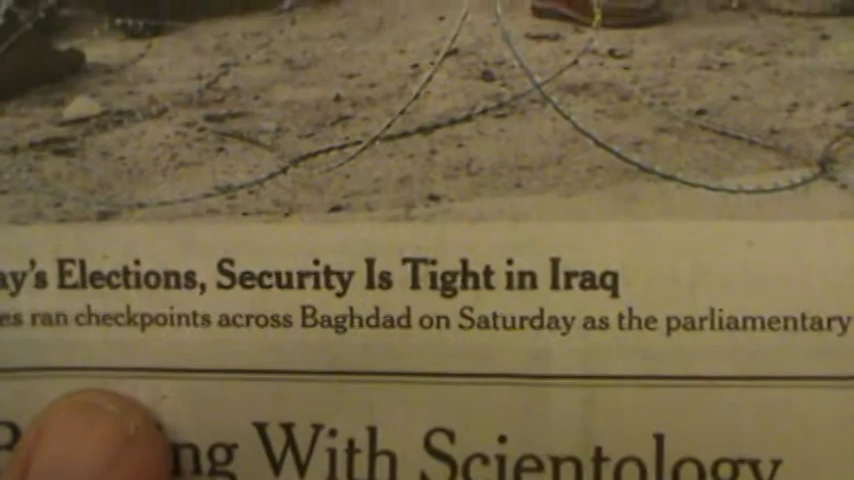 ay's Elections, Security Is Tight in Iraq
es ran checkpoints across Baghdad on Saturday as the parliamentary
ng With Scientology